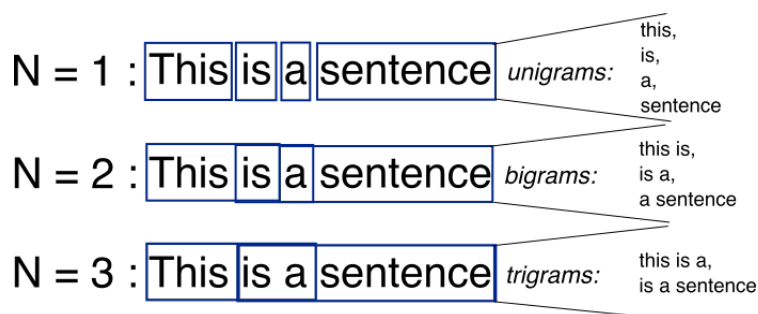 N = 1 : This is a sentence unigrams:
this,
is,
a,
sentence
N = 2 : This is a sentence bigrams:
this is,
is a,
a sentence
N = 3 : This is a sentence trigrams:
this is a,
is a sentence